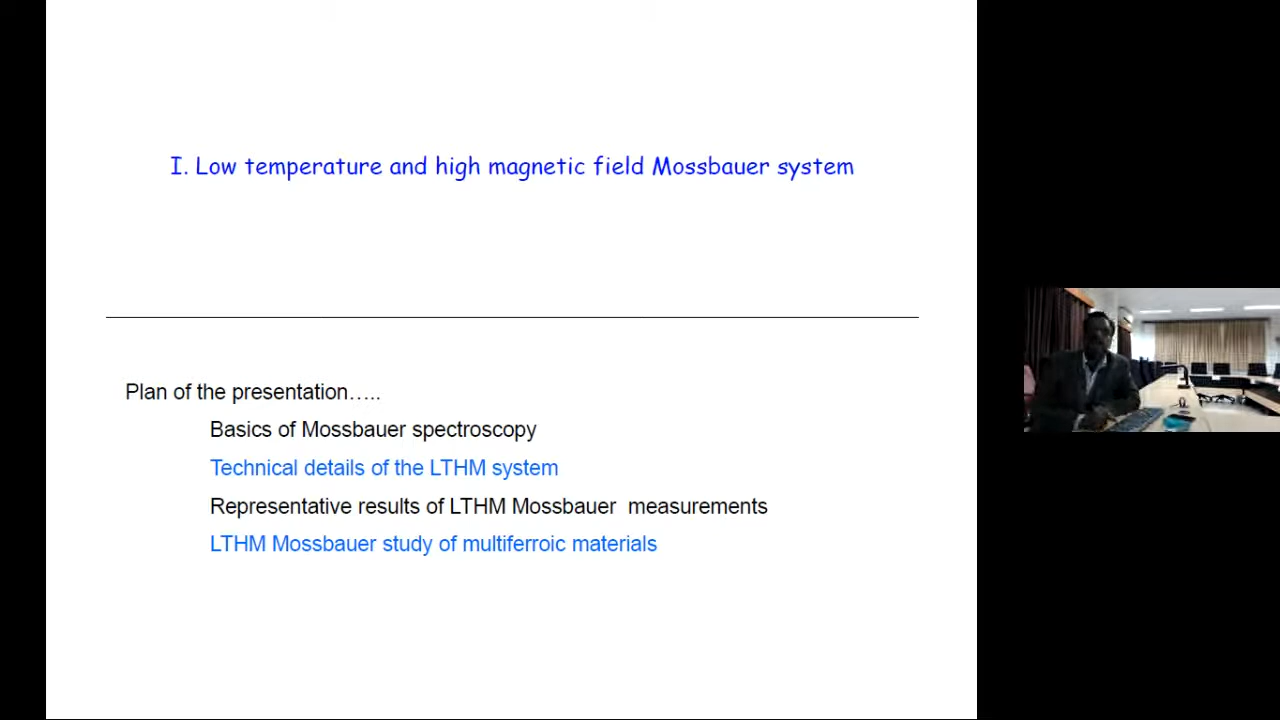 I. Low temperature and high magnetic field Mossbauer system
Plan of the presentation…..
Basics of Mossbauer spectroscopy
Technical details of the LTHM system
Representative results of LTHM Mossbauer measurements
LTHM Mossbauer study of multiferroic materials